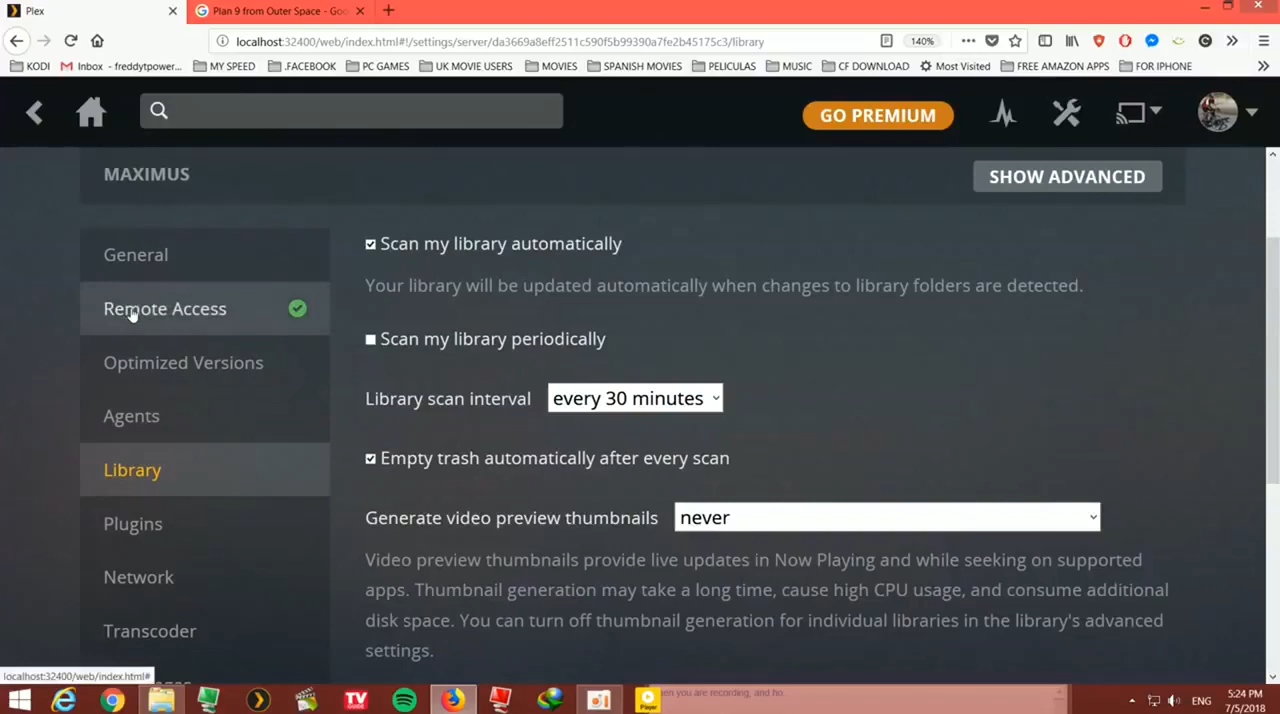 Plex
Plan 9 from Outer Space - Goo
localhost:32400/web/index.html#!/settings/server/da3669a8eff2511c590f5b99390a7fe2b45175c3/library
140%
KODI
Inbox - freddytpower...
MY SPEED
.FACEBOOK
PC GAMES
UK MOVIE USERS
MOVIES
SPANISH MOVIES
PELICULAS
MUSIC
CF DOWNLOAD
Most Visited
FREE AMAZON APPS
FOR IPHONE
GO PREMIUM
MAXIMUS
SHOW ADVANCED
General
Remote Access
Optimized Versions
Agents
Library
Plugins
Network
Transcoder
Scan my library automatically
Your library will be updated automatically when changes to library folders are detected.
Scan my library periodically
Library scan interval every 30 minutes
Empty trash automatically after every scan
Generate video preview thumbnails never
Video preview thumbnails provide live updates in Now Playing and while seeking on supported
apps. Thumbnail generation may take a long time, cause high CPU usage, and consume additional
disk space. You can turn off thumbnail generation for individual libraries in the library's advanced
settings.
localhost:32400/web/index.html#
TV
Player
hen you are recording, and ho..
ENG
5:24 PM
7/5/2018